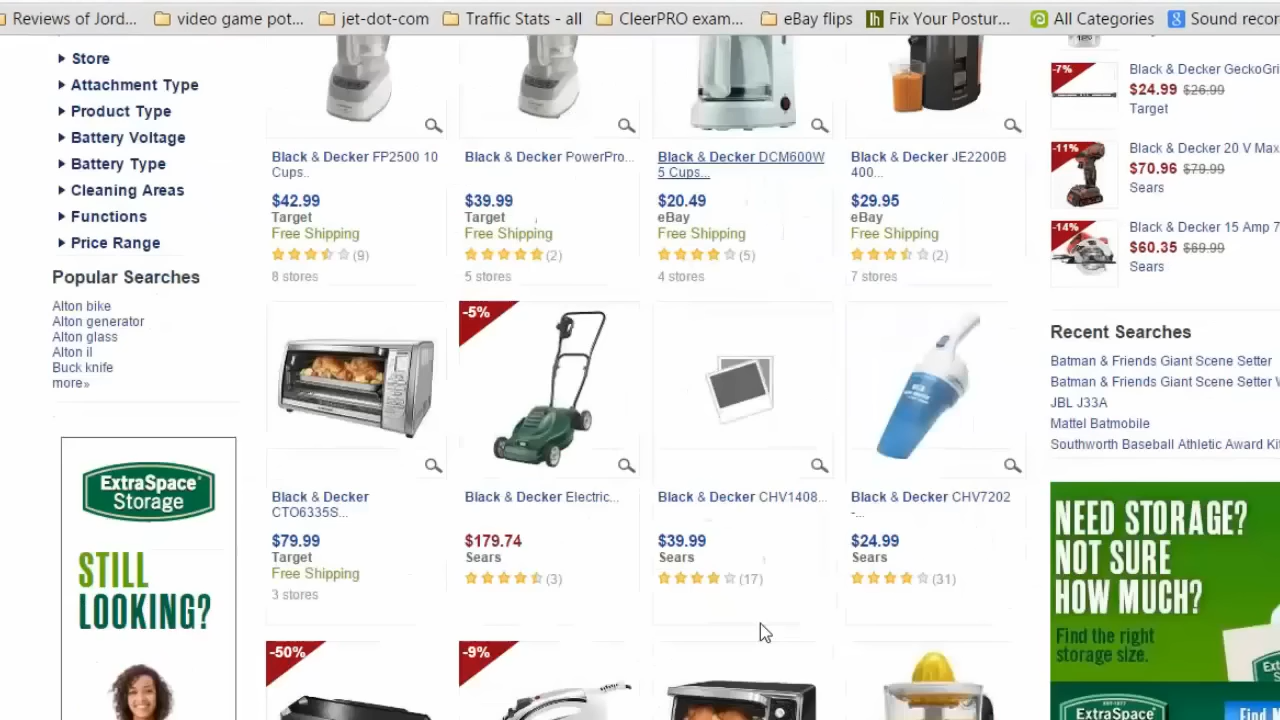 Reviews of Jord...
video game pot...
jet-dot-com
Traffic Stats - all
CleerPRO exam...
eBay flips
Fix Your Postur...
All Categories
Sound recor
Store
Attachment Type
Product Type
Battery Voltage
Battery Type
Cleaning Areas
Functions
Price Range
Popular Searches
Alton bike
Alton generator
Alton glass
Alton il
Buck knife
more»
ExtraSpace
Storage
STILL
LOOKING?
Black & Decker FP2500 10
Cups..
$42.99
Target
Free Shipping
(9)
8 stores
Black & Decker PowerPro...
$39.99
Target
Free Shipping
(2)
5 stores
Black & Decker DCM600W
5 Cups...
$20.49
eBay
Free Shipping
(5)
4 stores
Black & Decker JE2200B
400...
$29.95
eBay
Free Shipping
(2)
7 stores
Black & Decker
CTO6335S...
$79.99
Target
Free Shipping
3 stores
-5%
Black & Decker Electric...
$179.74
Sears
(3)
Black & Decker CHV1408...
$39.99
Sears
(17)
Black & Decker CHV7202
-...
$24.99
Sears
(31)
-50%
-9%
-7%
Black & Decker GeckoGri
$24.99 $26.99
Target
-11%
Black & Decker 20 V Max
$70.96 $79.99
Sears
-14%
Black & Decker 15 Amp 7
$60.35 $69.99
Sears
Recent Searches
Batman & Friends Giant Scene Setter
Batman & Friends Giant Scene Setter
JBL J33A
Mattel Batmobile
Southworth Baseball Athletic Award Ki
NEED STORAGE?
NOT SURE
HOW MUCH?
Find the right
storage size.
ExtraSpace
Find